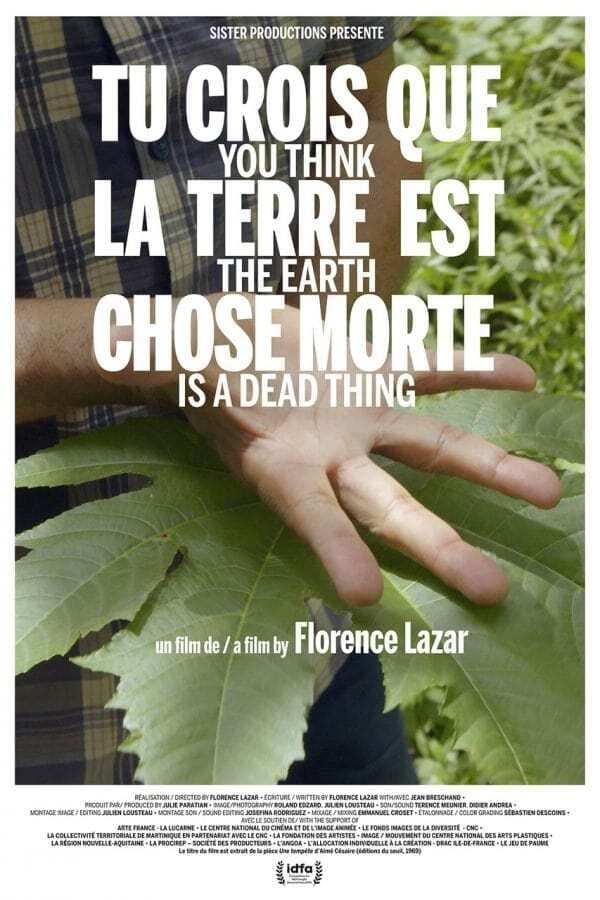 SISTER PRODUCTIONS PRESENTE
TU CROIS QUE
YOU THINK
LA TERRE EST
THE EARTH
CHOSE MORTE
IS A DEAD THING
un film de / a film by Florence Lazar
RÉALISATION / DIRECTED BY FLORENCE LAZAR • ÉCRITURE / WRITTEN BY FLORENCE LAZAR WITH/AVEC JEAN BRESCHAND •
PRODUIT PAR/ PRODUCED BY JULIE PARATIAN • IMAGE/PHOTOGRAPHY ROLAND EDZARD, JULIEN LOUSTEAU • SON/SOUND TERENCE MEUNIER, DIDIER ANDREA •
MONTAGE IMAGE / EDITING JULIEN LOUSTEAU • MONTAGE SON / SOUND EDITING JOSEFINA RODRIGUEZ • MIXAGE / MIXING EMMANUEL CROSET • ÉTALONNAGE / COLOR GRADING SÉBASTIEN DESCOINS •
AVEC LE SOUTIEN DE/ WITH THE SUPPORT OF
ARTE FRANCE - LA LUCARNE • LE CENTRE NATIONAL DU CINÉMA ET DE L'IMAGE ANIMÉE • LE FONDS IMAGES DE LA DIVERSITÉ - CNC •
LA COLLECTIVITÉ TERRITORIALE DE MARTINIQUE EN PARTENARIAT AVEC LE CNC • LA FONDATION DES ARTISTES • IMAGE / MOUVEMENT DU CENTRE NATIONAL DES ARTS PLASTIQUES •
LA RÉGION NOUVELLE-AQUITAINE • LA PROCIREP – SOCIÉTÉ DES PRODUCTEURS • L'ANGOA • L'ALLOCATION INDIVIDUELLE À LA CRÉATION - DRAC ILE-DE-FRANCE • LE JEU DE PAUME
Le titre du film est extrait de la pièce Une tempête d'Aimé Césaire (éditions du seuil, 1969)
idfa